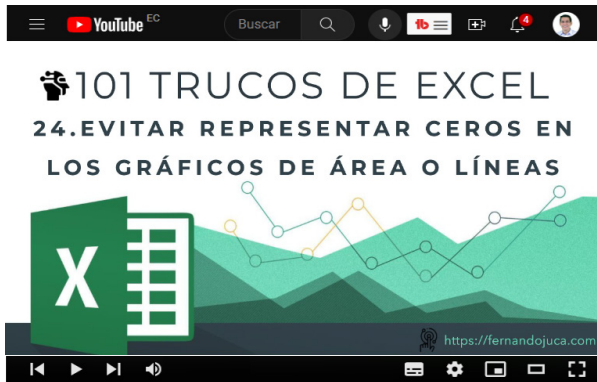 YouTube EC
Buscar
tb
4
101 TRUCOS DE EXCEL
24.EVITAR REPRESENTAR CEROS EN
LOS GRÁFICOS DE ÁREA O LÍNEAS
X
https://fernandojuca.com